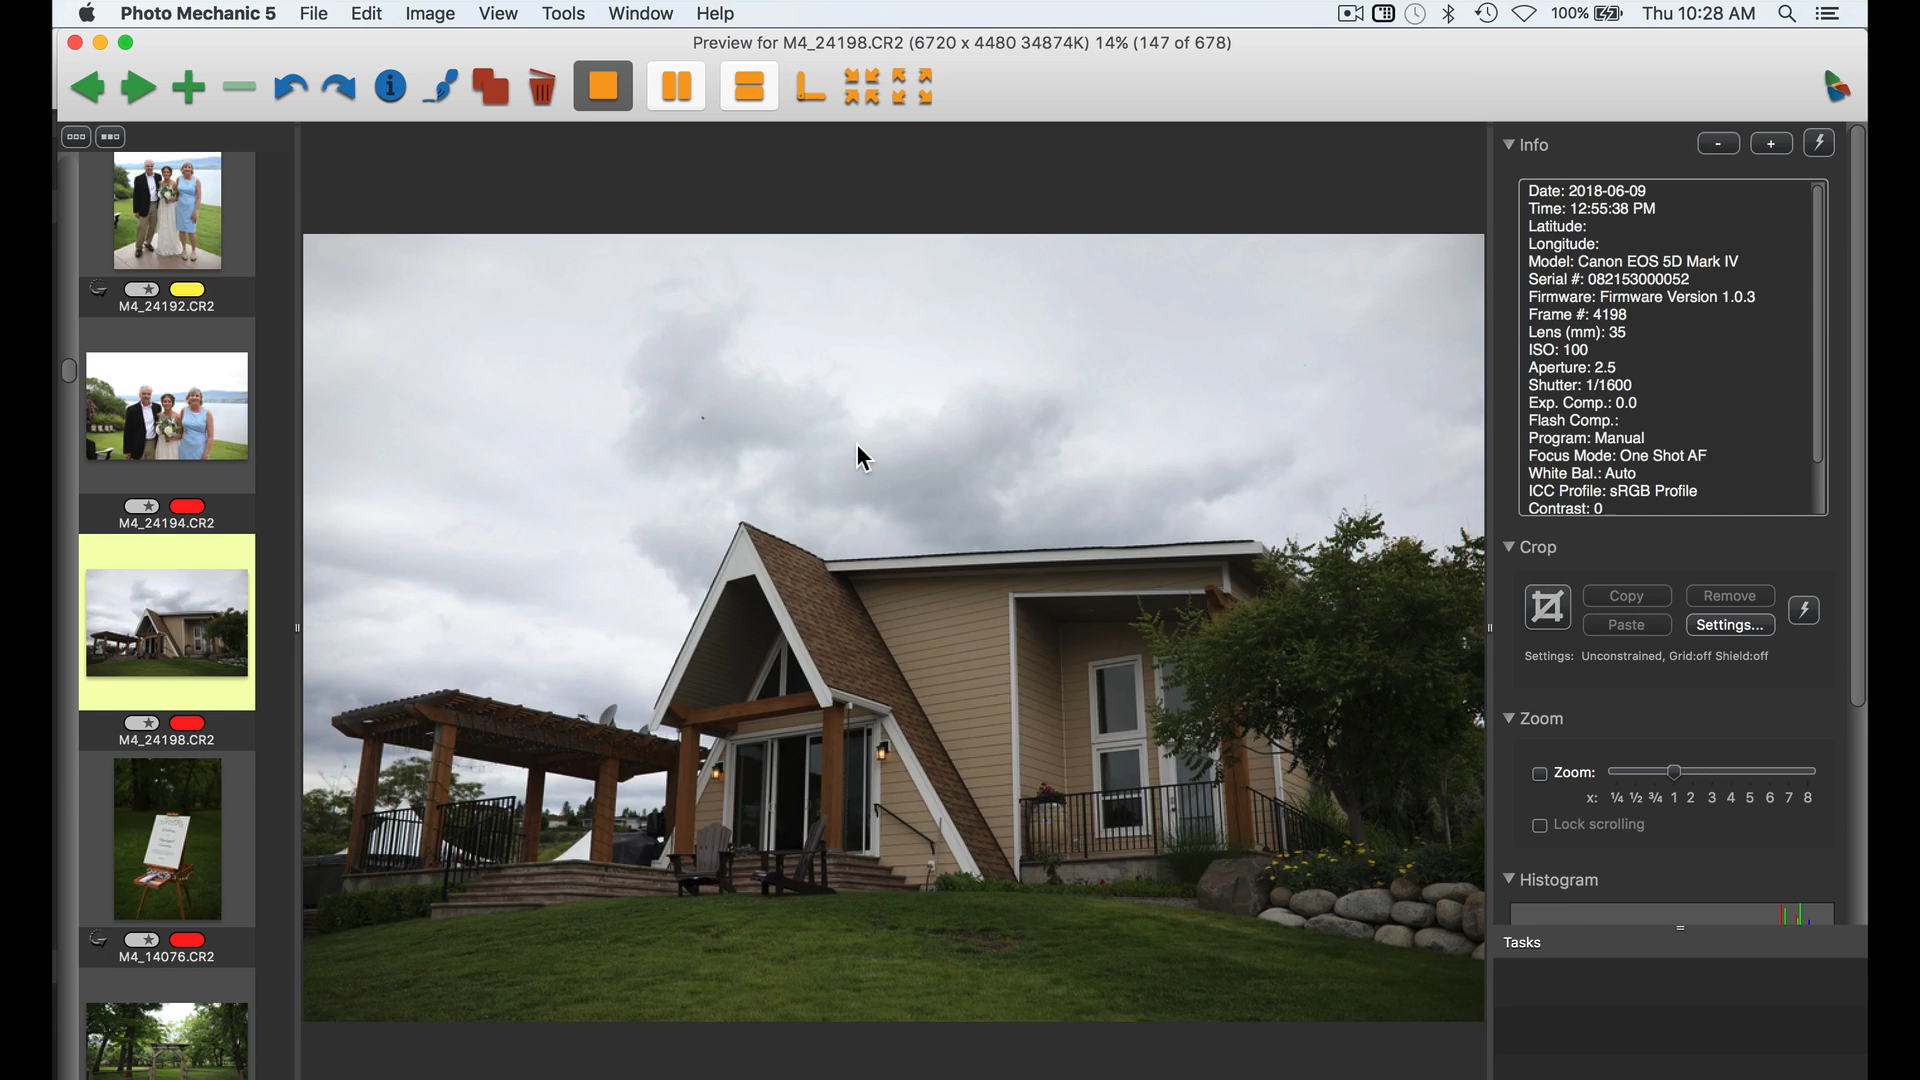 Photo Mechanic 5 File Edit Image View Tools Window Help 100% Thu 10:28 AM
Preview for M4_24198.CR2 (6720 x 4480 34874K) 14% (147 of 678)
M4_24192.CR2
M4_24194.CR2
M4_24198.CR2
M4_14076.CR2
Info - +
Date: 2018-06-09
Time: 12:55:38 PM
Latitude:
Longitude:
Model: Canon EOS 5D Mark IV
Serial #: 082153000052
Firmware: Firmware Version 1.0.3
Frame #: 4198
Lens (mm): 35
ISO: 100
Aperture: 2.5
Shutter: 1/1600
Exp. Comp.: 0.0
Flash Comp.:
Program: Manual
Focus Mode: One Shot AF
White Bal.: Auto
ICC Profile: sRGB Profile
Contrast: 0
Crop
Copy Remove
Paste Settings...
Settings: Unconstrained, Grid:off Shield:off
Zoom
Zoom:
x: ¼ ½ ¾ 1 2 3 4 5 6 7 8
Lock scrolling
Histogram
Tasks